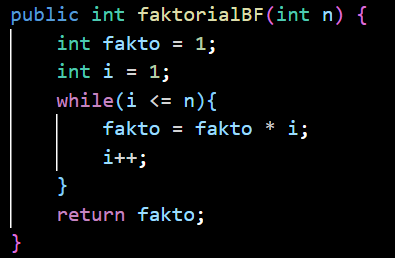 public int faktorialBF(int n) {
    int fakto = 1;
    int i = 1;
    while(i <= n){
        fakto = fakto * i;
        i++;
    }
    return fakto;
}